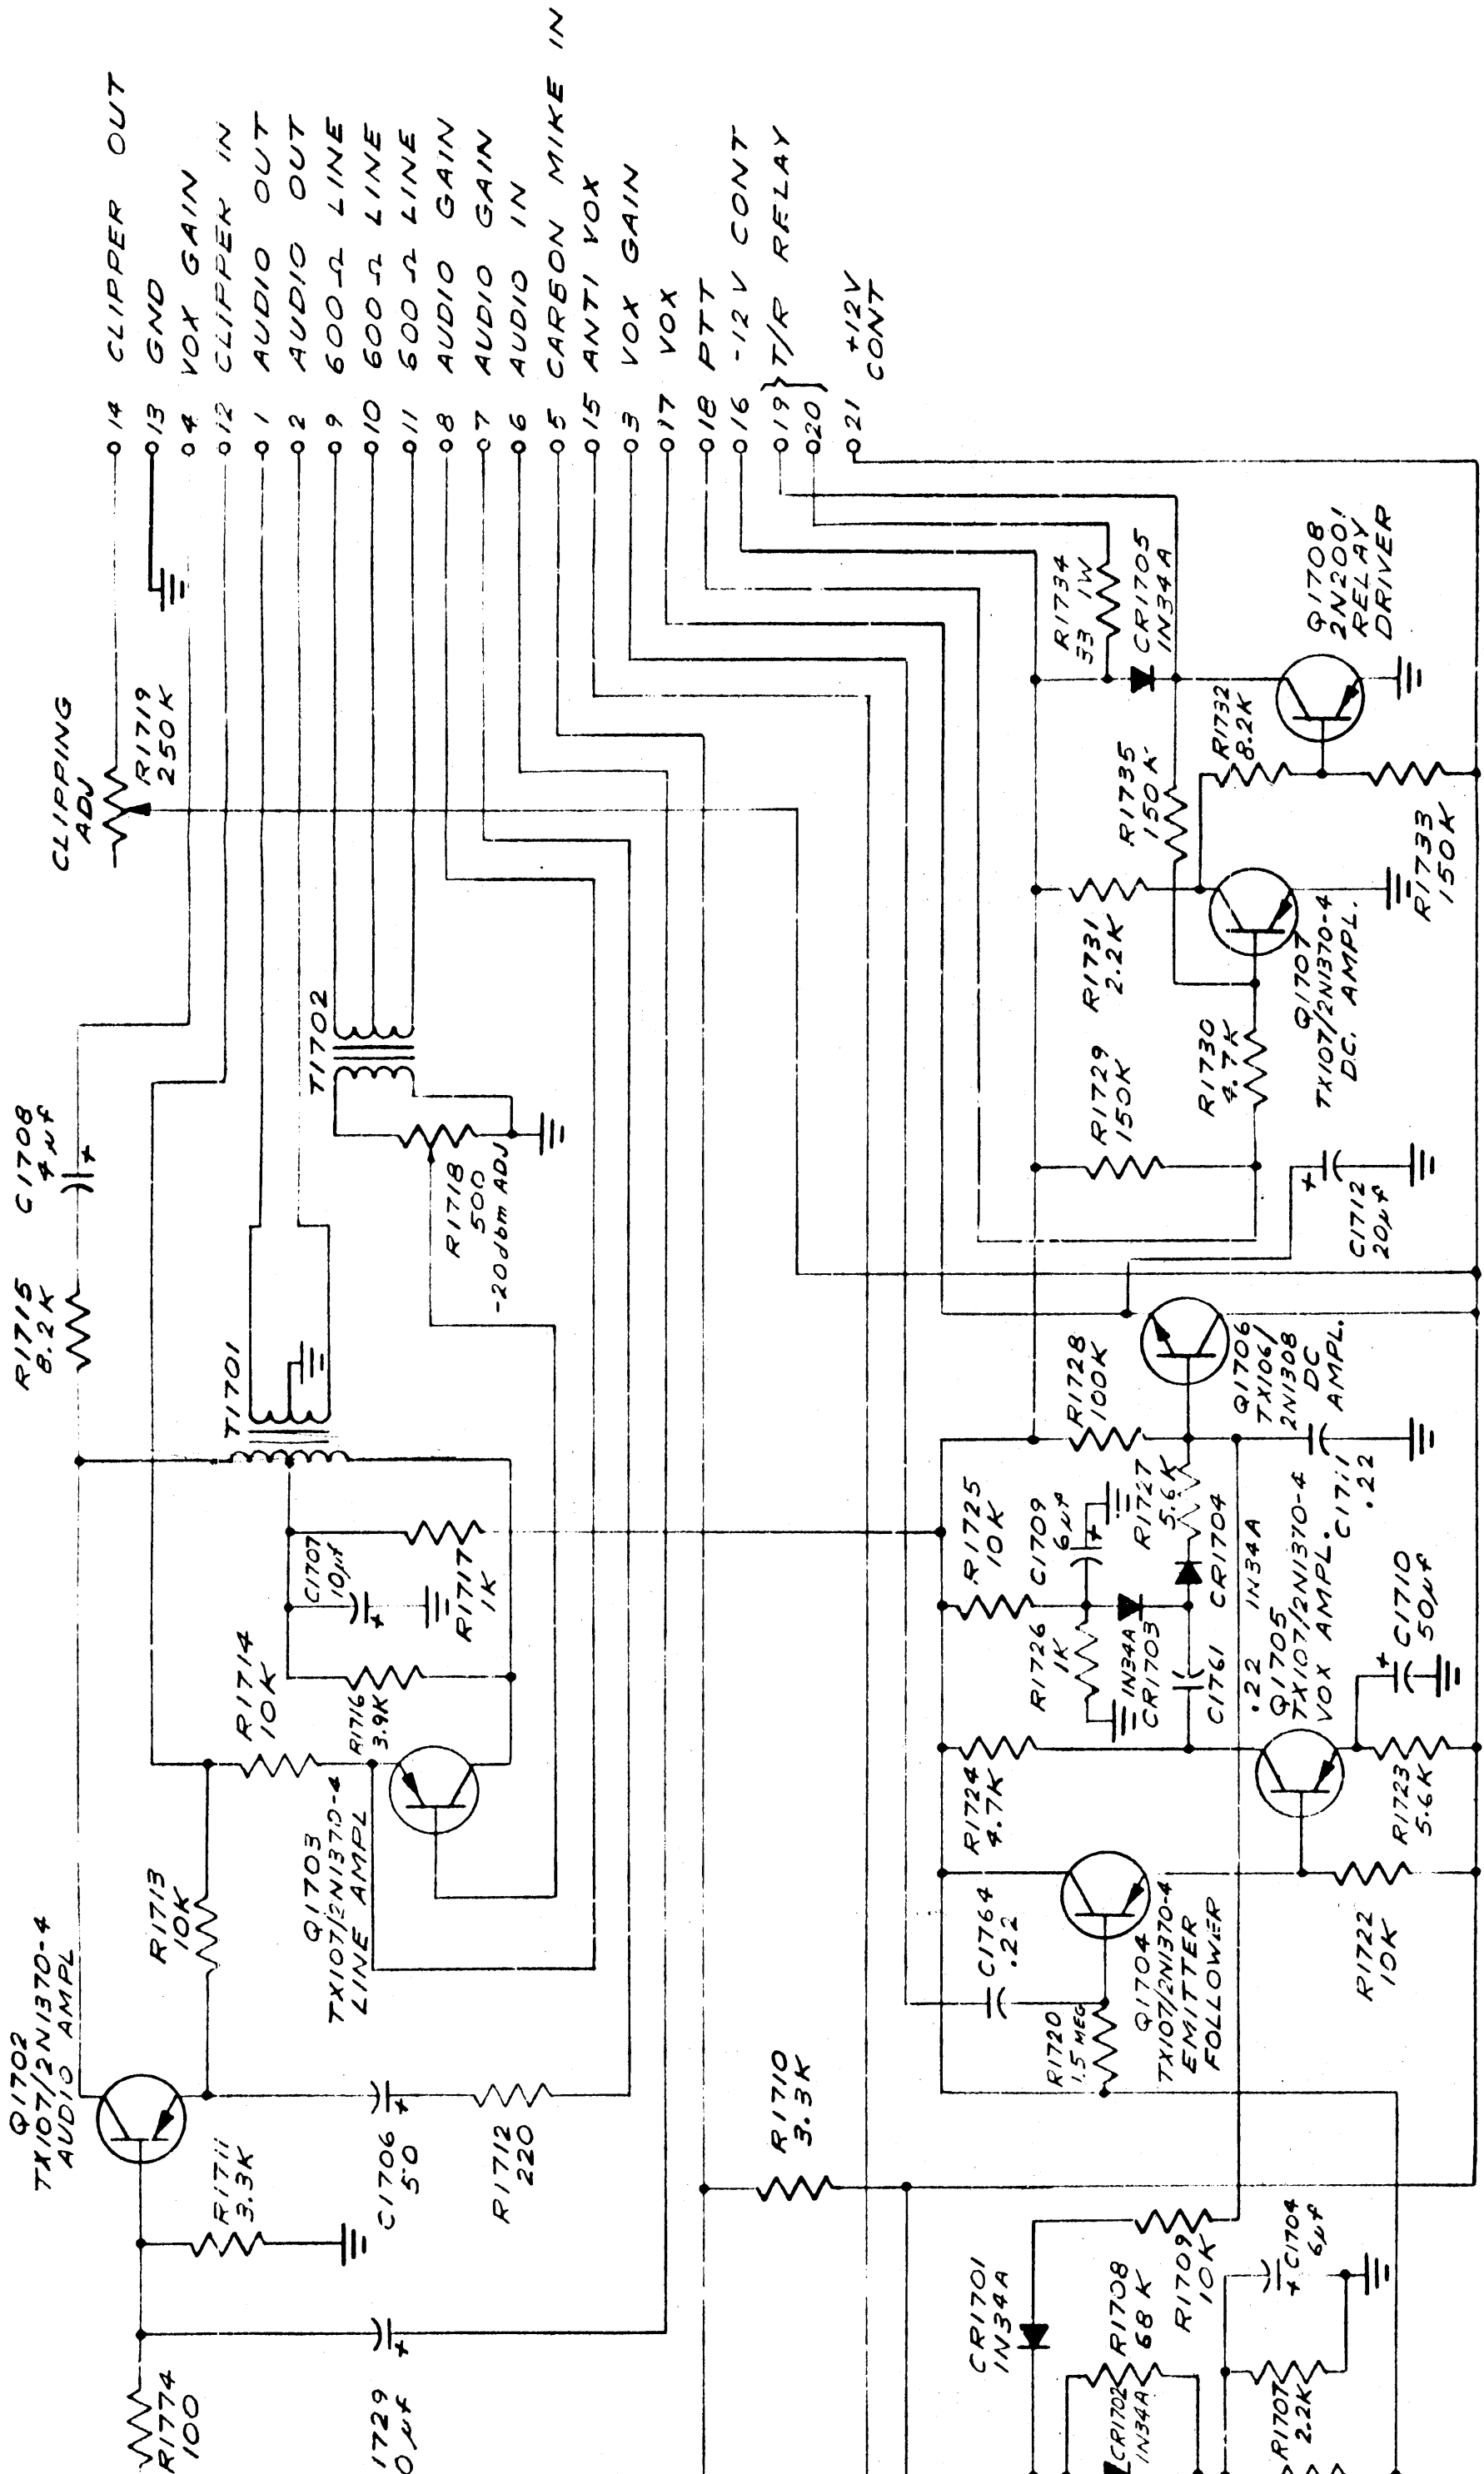 14 CLIPPER OUT
13 GND
4 VOX GAIN
12 CLIPPER IN
1 AUDIO OUT
2 AUDIO OUT
9 600Ω LINE
10 600Ω LINE
11 600Ω LINE
8 AUDIO GAIN
7 AUDIO GAIN
6 AUDIO IN
5 CARBON MIKE IN
15 ANTI VOX
3 VOX GAIN
17 VOX
18 PTT
16 -12V CONT
19 } T/R RELAY
20
21 +12V
CONT
CLIPPING
ADJ
R1719
250K
C1708
4μf
+
R1715
8.2K
T1701
T1702
R1718
500
-20dbm ADJ
C1707
10μf
+
R1717
1K
R1714
10K
R1716
3.9K
Q1703
TX107/2N1370-4
LINE AMPL
R1713
10K
Q1702
TX107/2N1370-4
AUDIO AMPL
R1711
3.3K
C1706
50
+
R1712
220
R1774
100
1729
0μf
+
R1710
3.3K
R1734
33 1W
CR1705
1N34A
Q1708
2N2001
RELAY
DRIVER
R1732
8.2K
R1735
150K
R1733
150K
R1731
2.2K
Q1707
TX107/2N1370-4
D.C. AMPL.
R1730
4.7K
R1729
150K
+
C1712
20μf
R1728
100K
Q1706
TX106/
2N1308
DC
AMPL.
R1727
5.6K
C1711
.22
R1725
10K
C1709
6μf
+
CR1704
1N34A
R1726
1K
1N34A
CR1703
C1761
.22
Q1705
TX107/2N1370-4
VOX AMPL.
+
C1710
50μf
R1724
4.7K
R1723
5.6K
C1764
.22
Q1704
TX107/2N1370-4
EMITTER
FOLLOWER
R1722
10K
R1720
1.5 MEG
CR1701
1N34A
R1709
10K
R1708
68K
C1704
6μf
+
CR1702
1N34A
R1707
2.2K